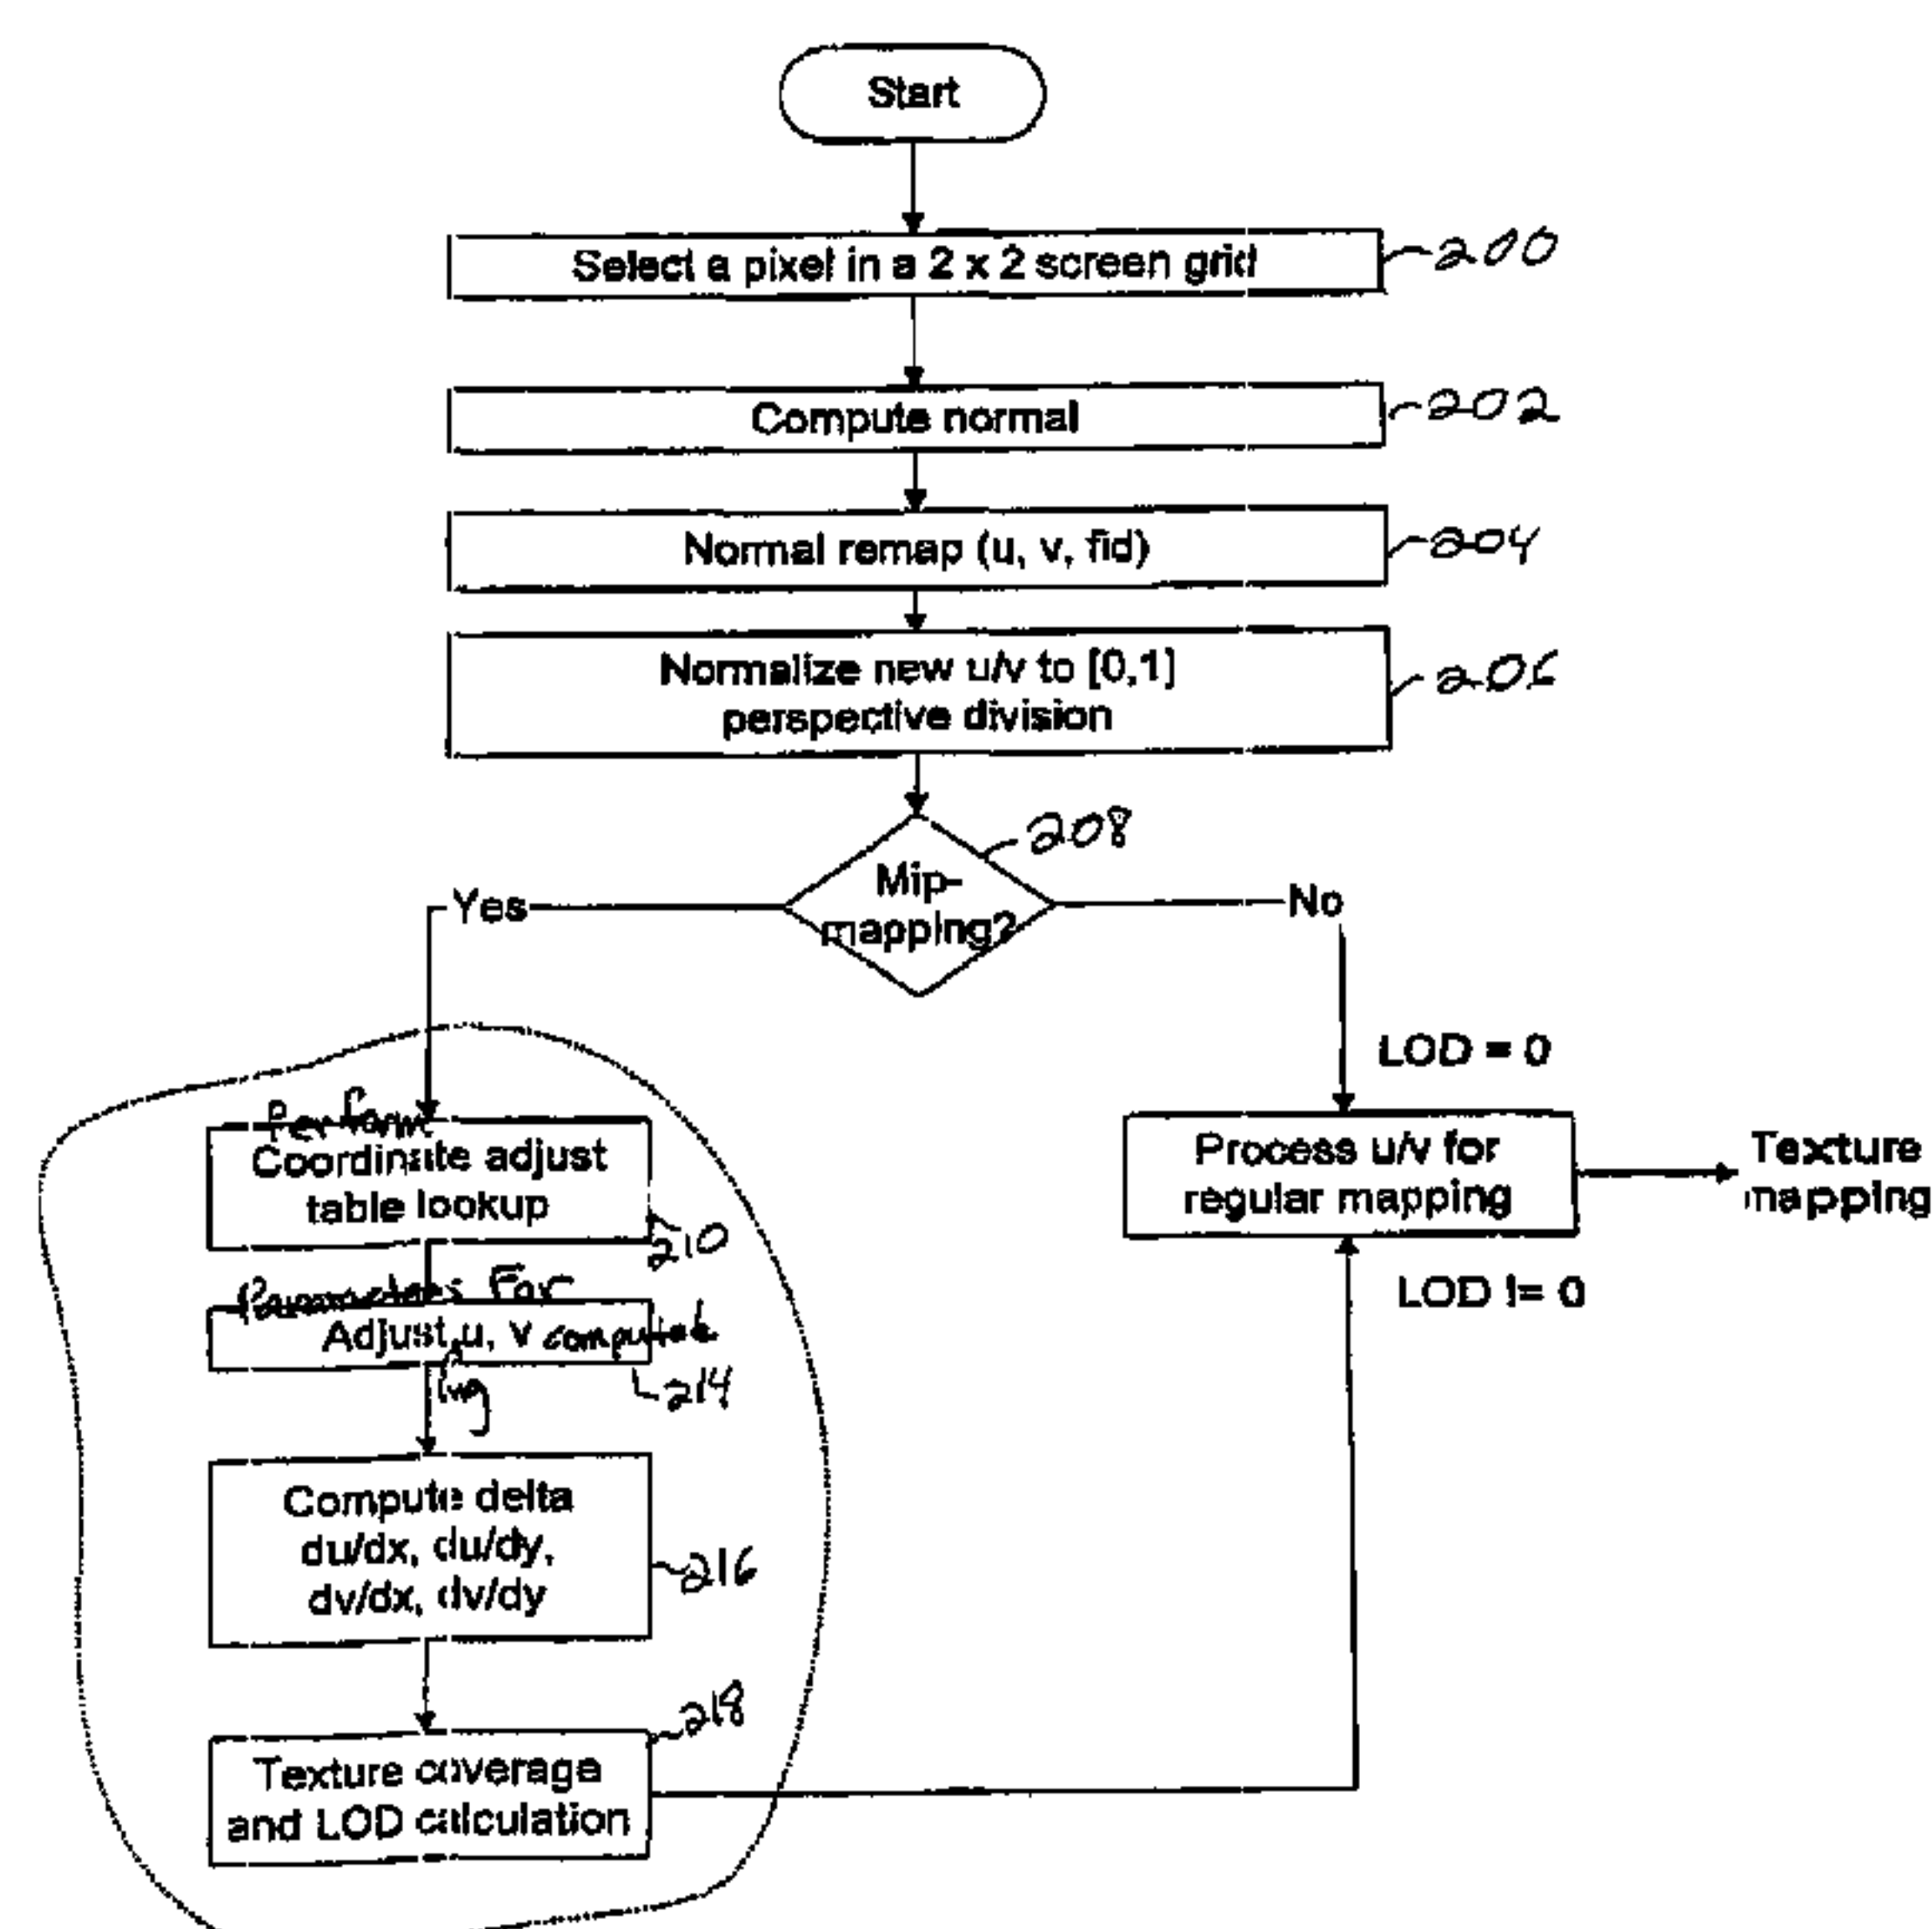 Start
Select a pixel in a 2 x 2 screen grid
200
Compute normal
202
Normal remap (u, v, fid)
204
Normalize new u/v to [0,1]
perspective division
206
Mip-
mapping?
208
Yes
No
LOD = 0
Perform
Coordinate adjust
table lookup
210
Process u/v for
regular mapping
Texture
mapping
LOD != 0
Parameters For
Adjust u, v computed
214
Compute delta
du/dx, du/dy,
dv/dx, dv/dy
216
Texture coverage
and LOD calculation
218